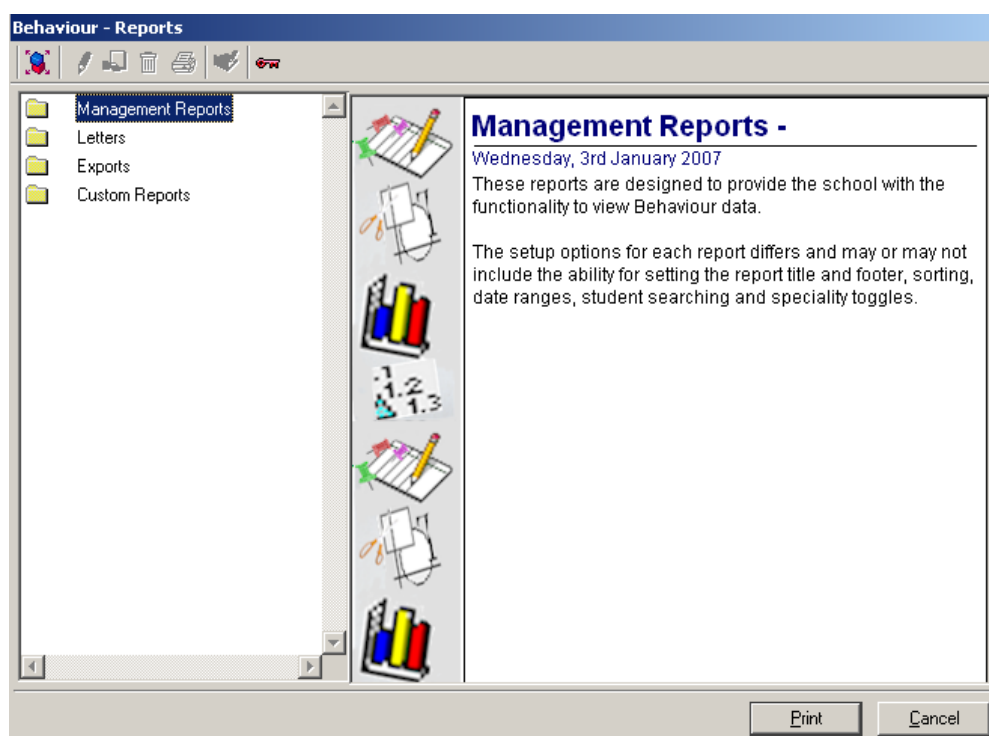 Behaviour - Reports
Management Reports
Letters
Exports
Custom Reports
.1
1.2
1.3
Management Reports -
Wednesday, 3rd January 2007
These reports are designed to provide the school with the
functionality to view Behaviour data.
The setup options for each report differs and may or may not
include the ability for setting the report title and footer, sorting,
date ranges, student searching and speciality toggles.
Print
Cancel